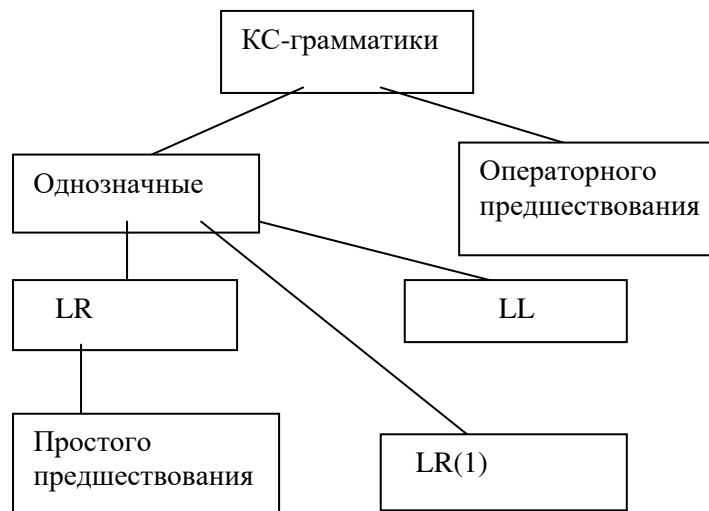 КС-грамматики
Однозначные
Операторного
предшествования
LR
LL
Простого
предшествования
LR(1)